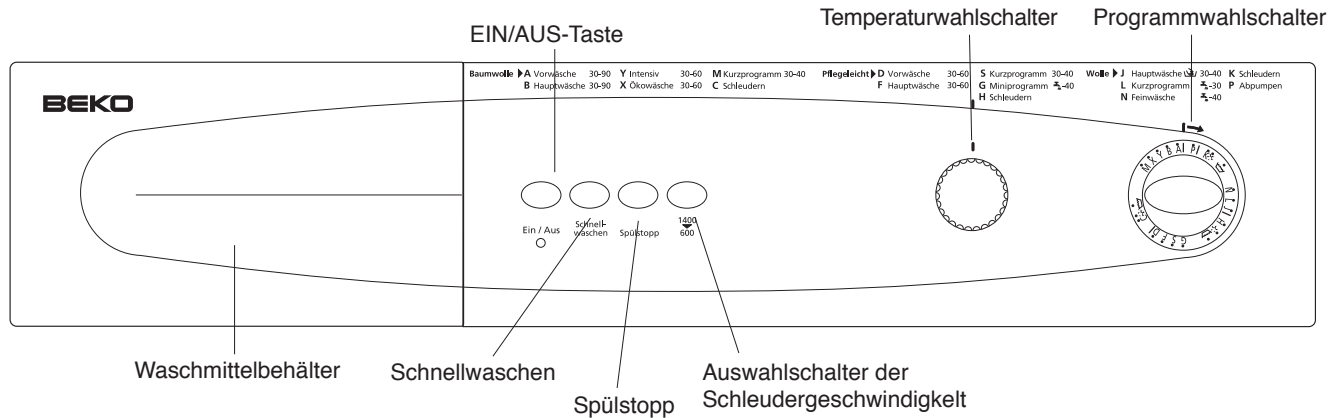 Temperaturwahlschalter
Programmwahlschalter
EIN/AUS-Taste
Baumwolle A Vorwäsche 30-90 Y Intensiv 30-60 M Kurzprogramm 30-40 Pflegeleicht D Vorwäsche 30-60 S Kurzprogramm 30-40 Wolle J Hauptwäsche 30-40 K Schleudern
B Hauptwäsche 30-90 X Ökowäsche 30-60 C Schleudern F Hauptwäsche 30-60 G Miniprogramm -40 L Kurzprogramm -30 P Abpumpen
H Schleudern N Feinwäsche -40
BEKO
M X Y B A P K
N L J H G S F D
Ein / Aus
Schnell-
waschen
Spülstopp
1400
600
Waschmittelbehälter
Schnellwaschen
Spülstopp
Auswahlschalter der
Schleudergeschwindigkelt